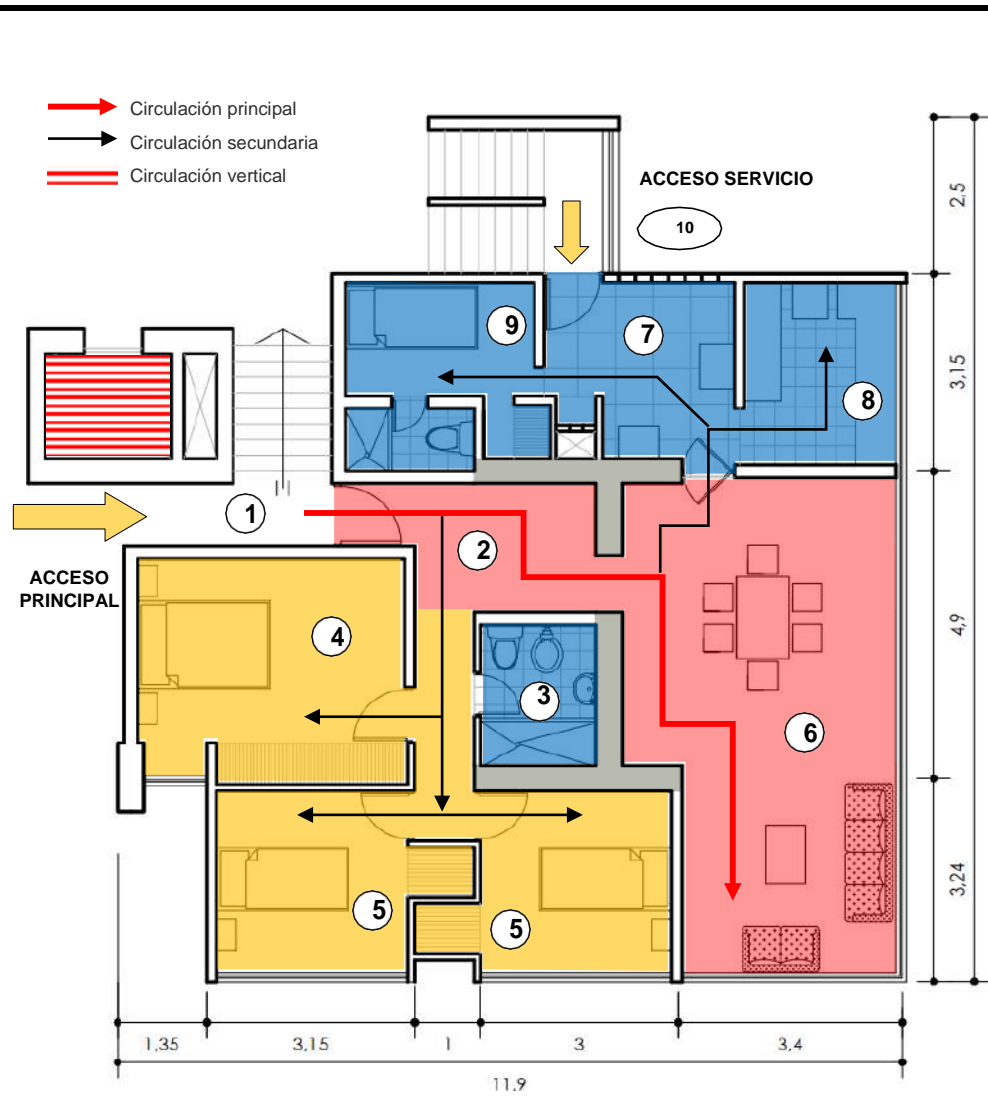 Circulación principal
Circulación secundaria
Circulación vertical
ACCESO SERVICIO
10
2,5
9
7
3,15
8
1
2
ACCESO
PRINCIPAL
4
4,9
3
6
3,24
5
5
1,35 3,15 1 3 3,4
11,9